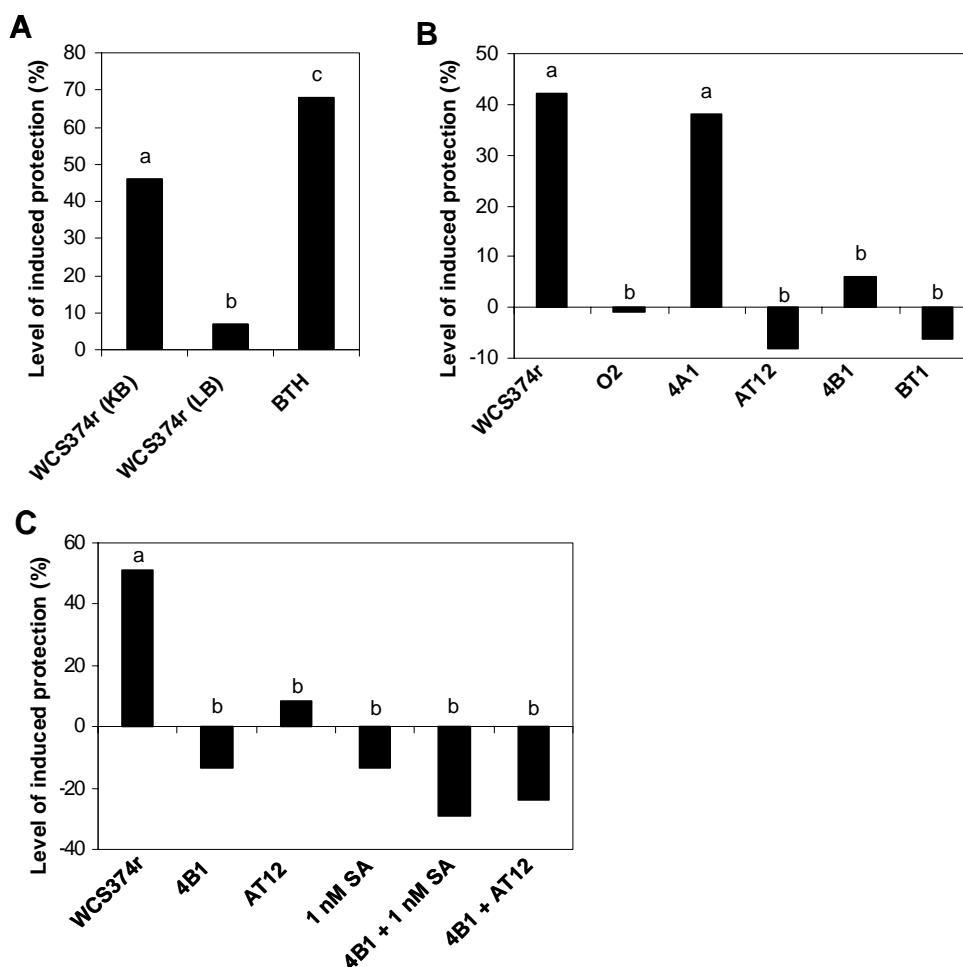 A
Level of induced protection (%)
80
70
60
50
40
30
20
10
0
a
b
c
WCS374r (KB)
WCS374r (LB)
BTH
B
Level of induced protection (%)
50
40
30
20
10
0
-10
a
b
a
b
b
b
WCS374r
O2
4A1
AT12
4B1
BT1
C
Level of induced protection (%)
60
40
20
0
-20
-40
a
b
b
b
b
b
WCS374r
4B1
AT12
1 nM SA
4B1 + 1 nM SA
4B1 + AT12